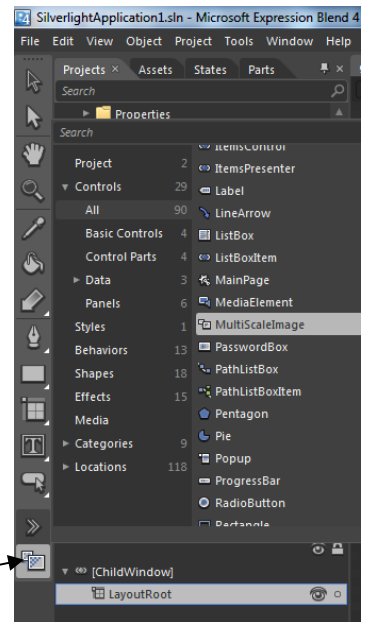 SilverlightApplication1.sln - Microsoft Expression Blend 4
File Edit View Object Project Tools Window Help
Projects × Assets States Parts
Search
Properties
Search
Project 2
Controls 29
All 90
Basic Controls 4
Control Parts 4
Data 3
Panels 6
Styles 1
Behaviors 13
Shapes 18
Effects 15
Media
Categories 9
Locations 118
ItemsControl
ItemsPresenter
Label
LineArrow
ListBox
ListBoxItem
MainPage
MediaElement
MultiScaleImage
PasswordBox
PathListBox
PathListBoxItem
Pentagon
Pie
Popup
ProgressBar
RadioButton
Rectangle
[ChildWindow]
LayoutRoot